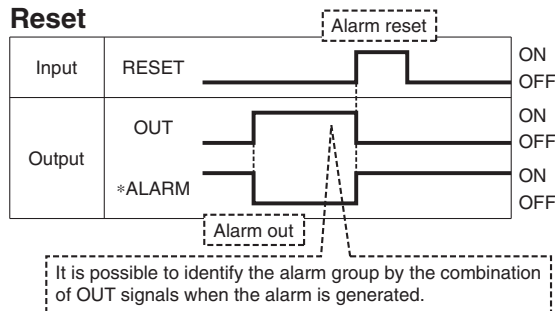 Reset
Alarm reset
Input RESET ON
OFF
Output OUT ON
OFF
*ALARM ON
OFF
Alarm out
It is possible to identify the alarm group by the combination
of OUT signals when the alarm is generated.